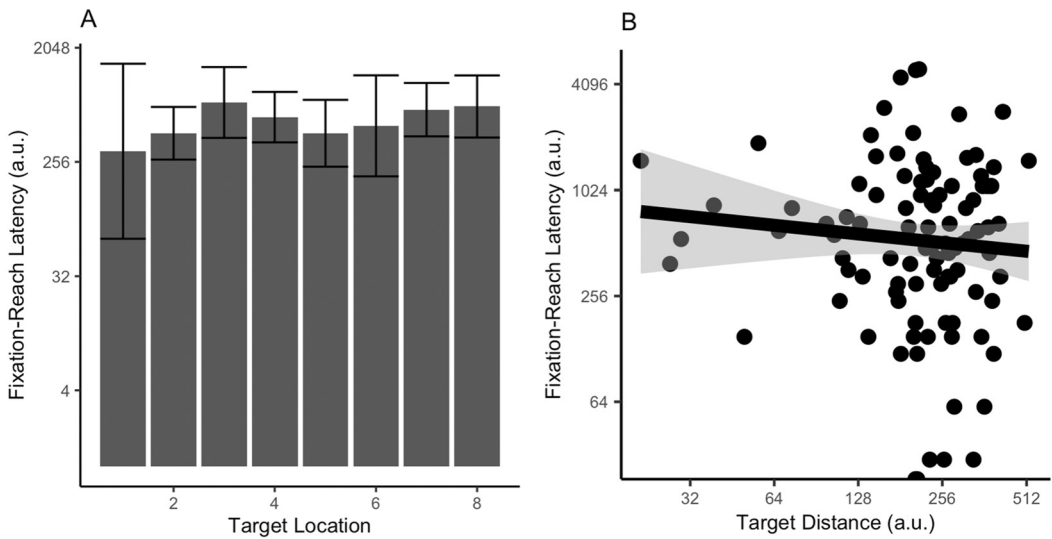 A
2048
256
32
4
Fixation-Reach Latency (a.u.)
2
4
6
8
Target Location
B
4096
1024
256
64
Fixation-Reach Latency (a.u.)
32
64
128
256
512
Target Distance (a.u.)